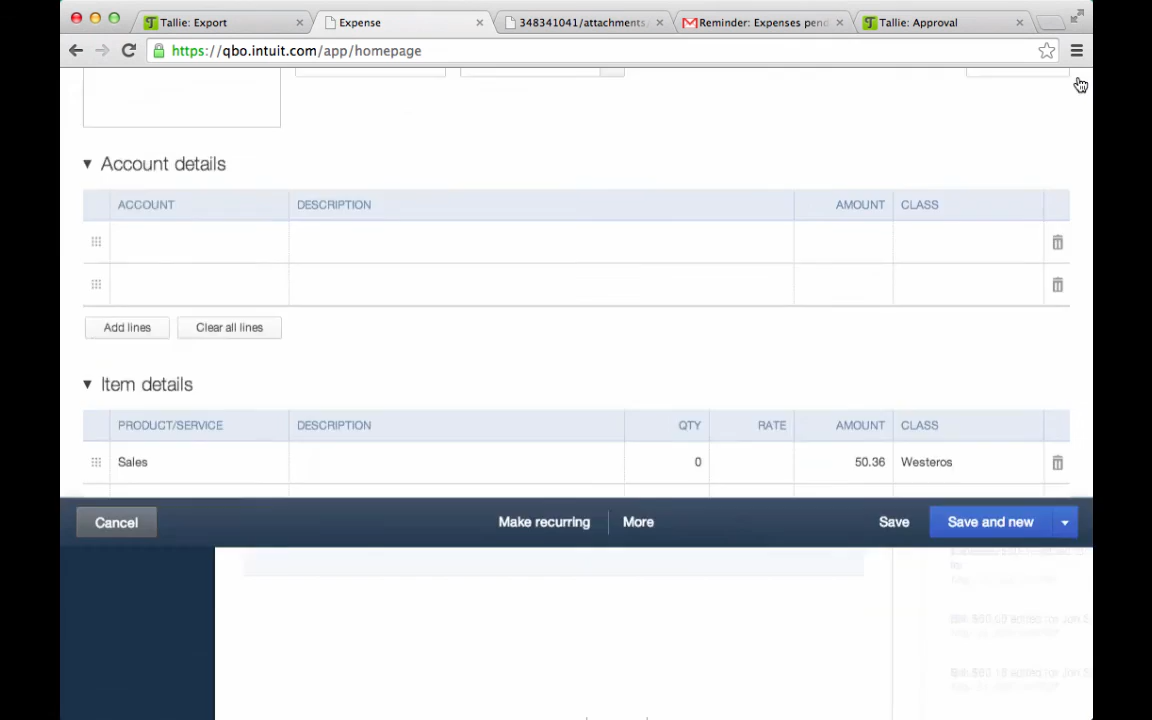 Tallie: Export
Expense
348341041/attachments/
Reminder: Expenses pend
Tallie: Approval
https://qbo.intuit.com/app/homepage
Account details
ACCOUNT DESCRIPTION AMOUNT CLASS
Add lines Clear all lines
Item details
PRODUCT/SERVICE DESCRIPTION QTY RATE AMOUNT CLASS
Sales 0 50.36 Westeros
Cancel Make recurring More Save Save and new